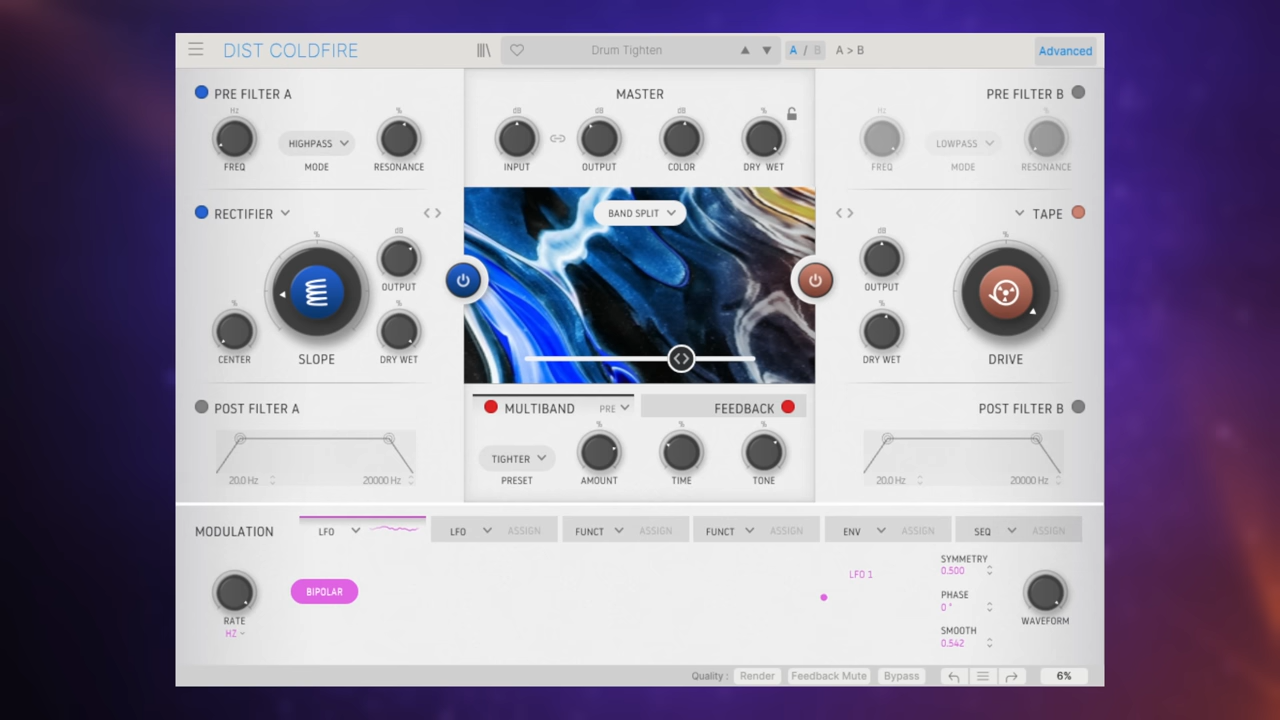 DIST COLDFIRE
Drum Tighten
A / B
A > B
Advanced
PRE FILTER A
Hz
FREQ
HIGHPASS
MODE
%
RESONANCE
MASTER
dB
INPUT
dB
OUTPUT
dB
COLOR
%
DRY WET
PRE FILTER B
Hz
FREQ
LOWPASS
MODE
%
RESONANCE
RECTIFIER
%
SLOPE
dB
OUTPUT
%
CENTER
%
DRY WET
BAND SPLIT
TAPE
dB
OUTPUT
%
DRY WET
%
DRIVE
POST FILTER A
20.0 Hz
20000 Hz
MULTIBAND
PRE
FEEDBACK
TIGHTER
PRESET
%
AMOUNT
%
TIME
%
TONE
POST FILTER B
20.0 Hz
20000 Hz
MODULATION
LFO
LFO ASSIGN
FUNCT ASSIGN
FUNCT ASSIGN
ENV ASSIGN
SEQ ASSIGN
RATE
HZ
BIPOLAR
LFO 1
SYMMETRY
0.500
PHASE
0 °
SMOOTH
0.542
WAVEFORM
Quality :
Render
Feedback Mute
Bypass
6%